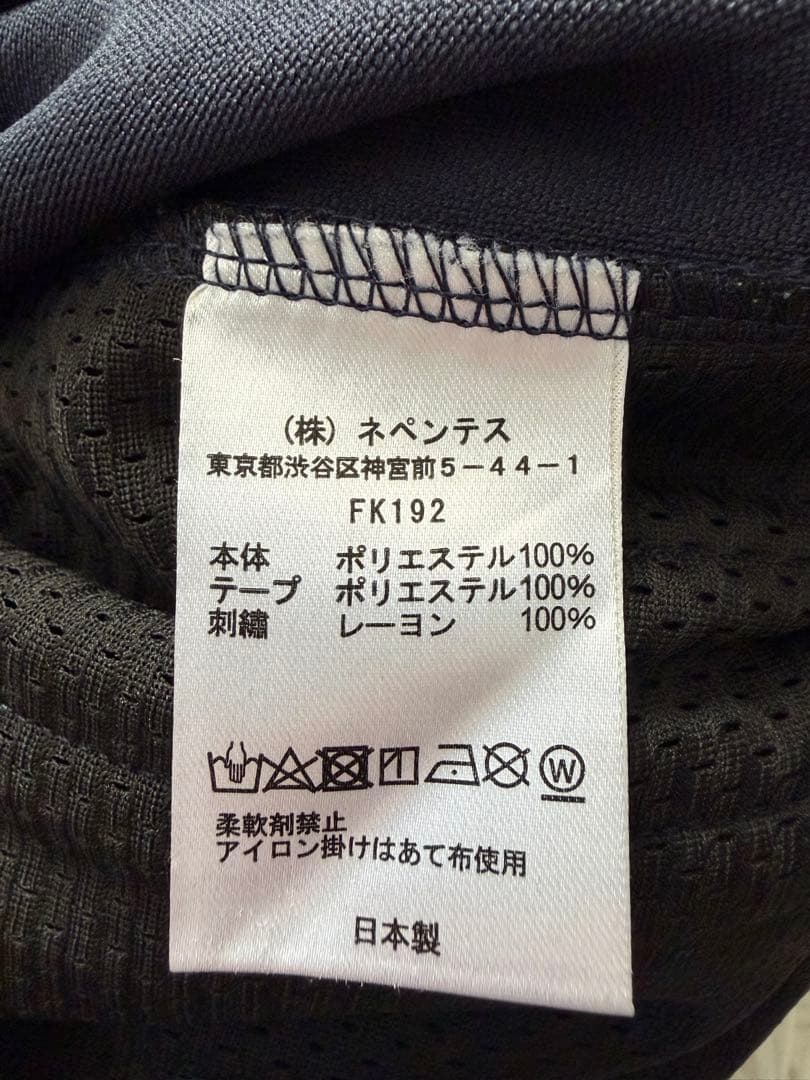 (株) ネペンテス
東京都渋谷区神宮前5-44-1
FK192
本体 ポリエステル100%
テープ ポリエステル100%
刺繍 レーヨン 100%
W
柔軟剤禁止
アイロン掛けはあて布使用
日本製